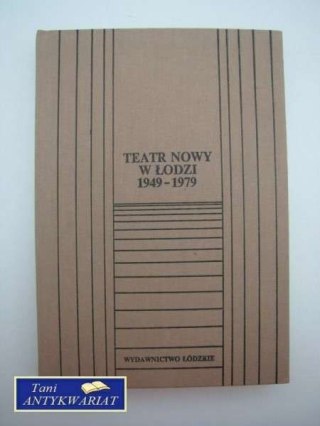 TEATR NOWY
W ŁODZI
1949-1979
WYDAWNICTWO ŁÓDZKIE
Tani
ANTYKWARIAT